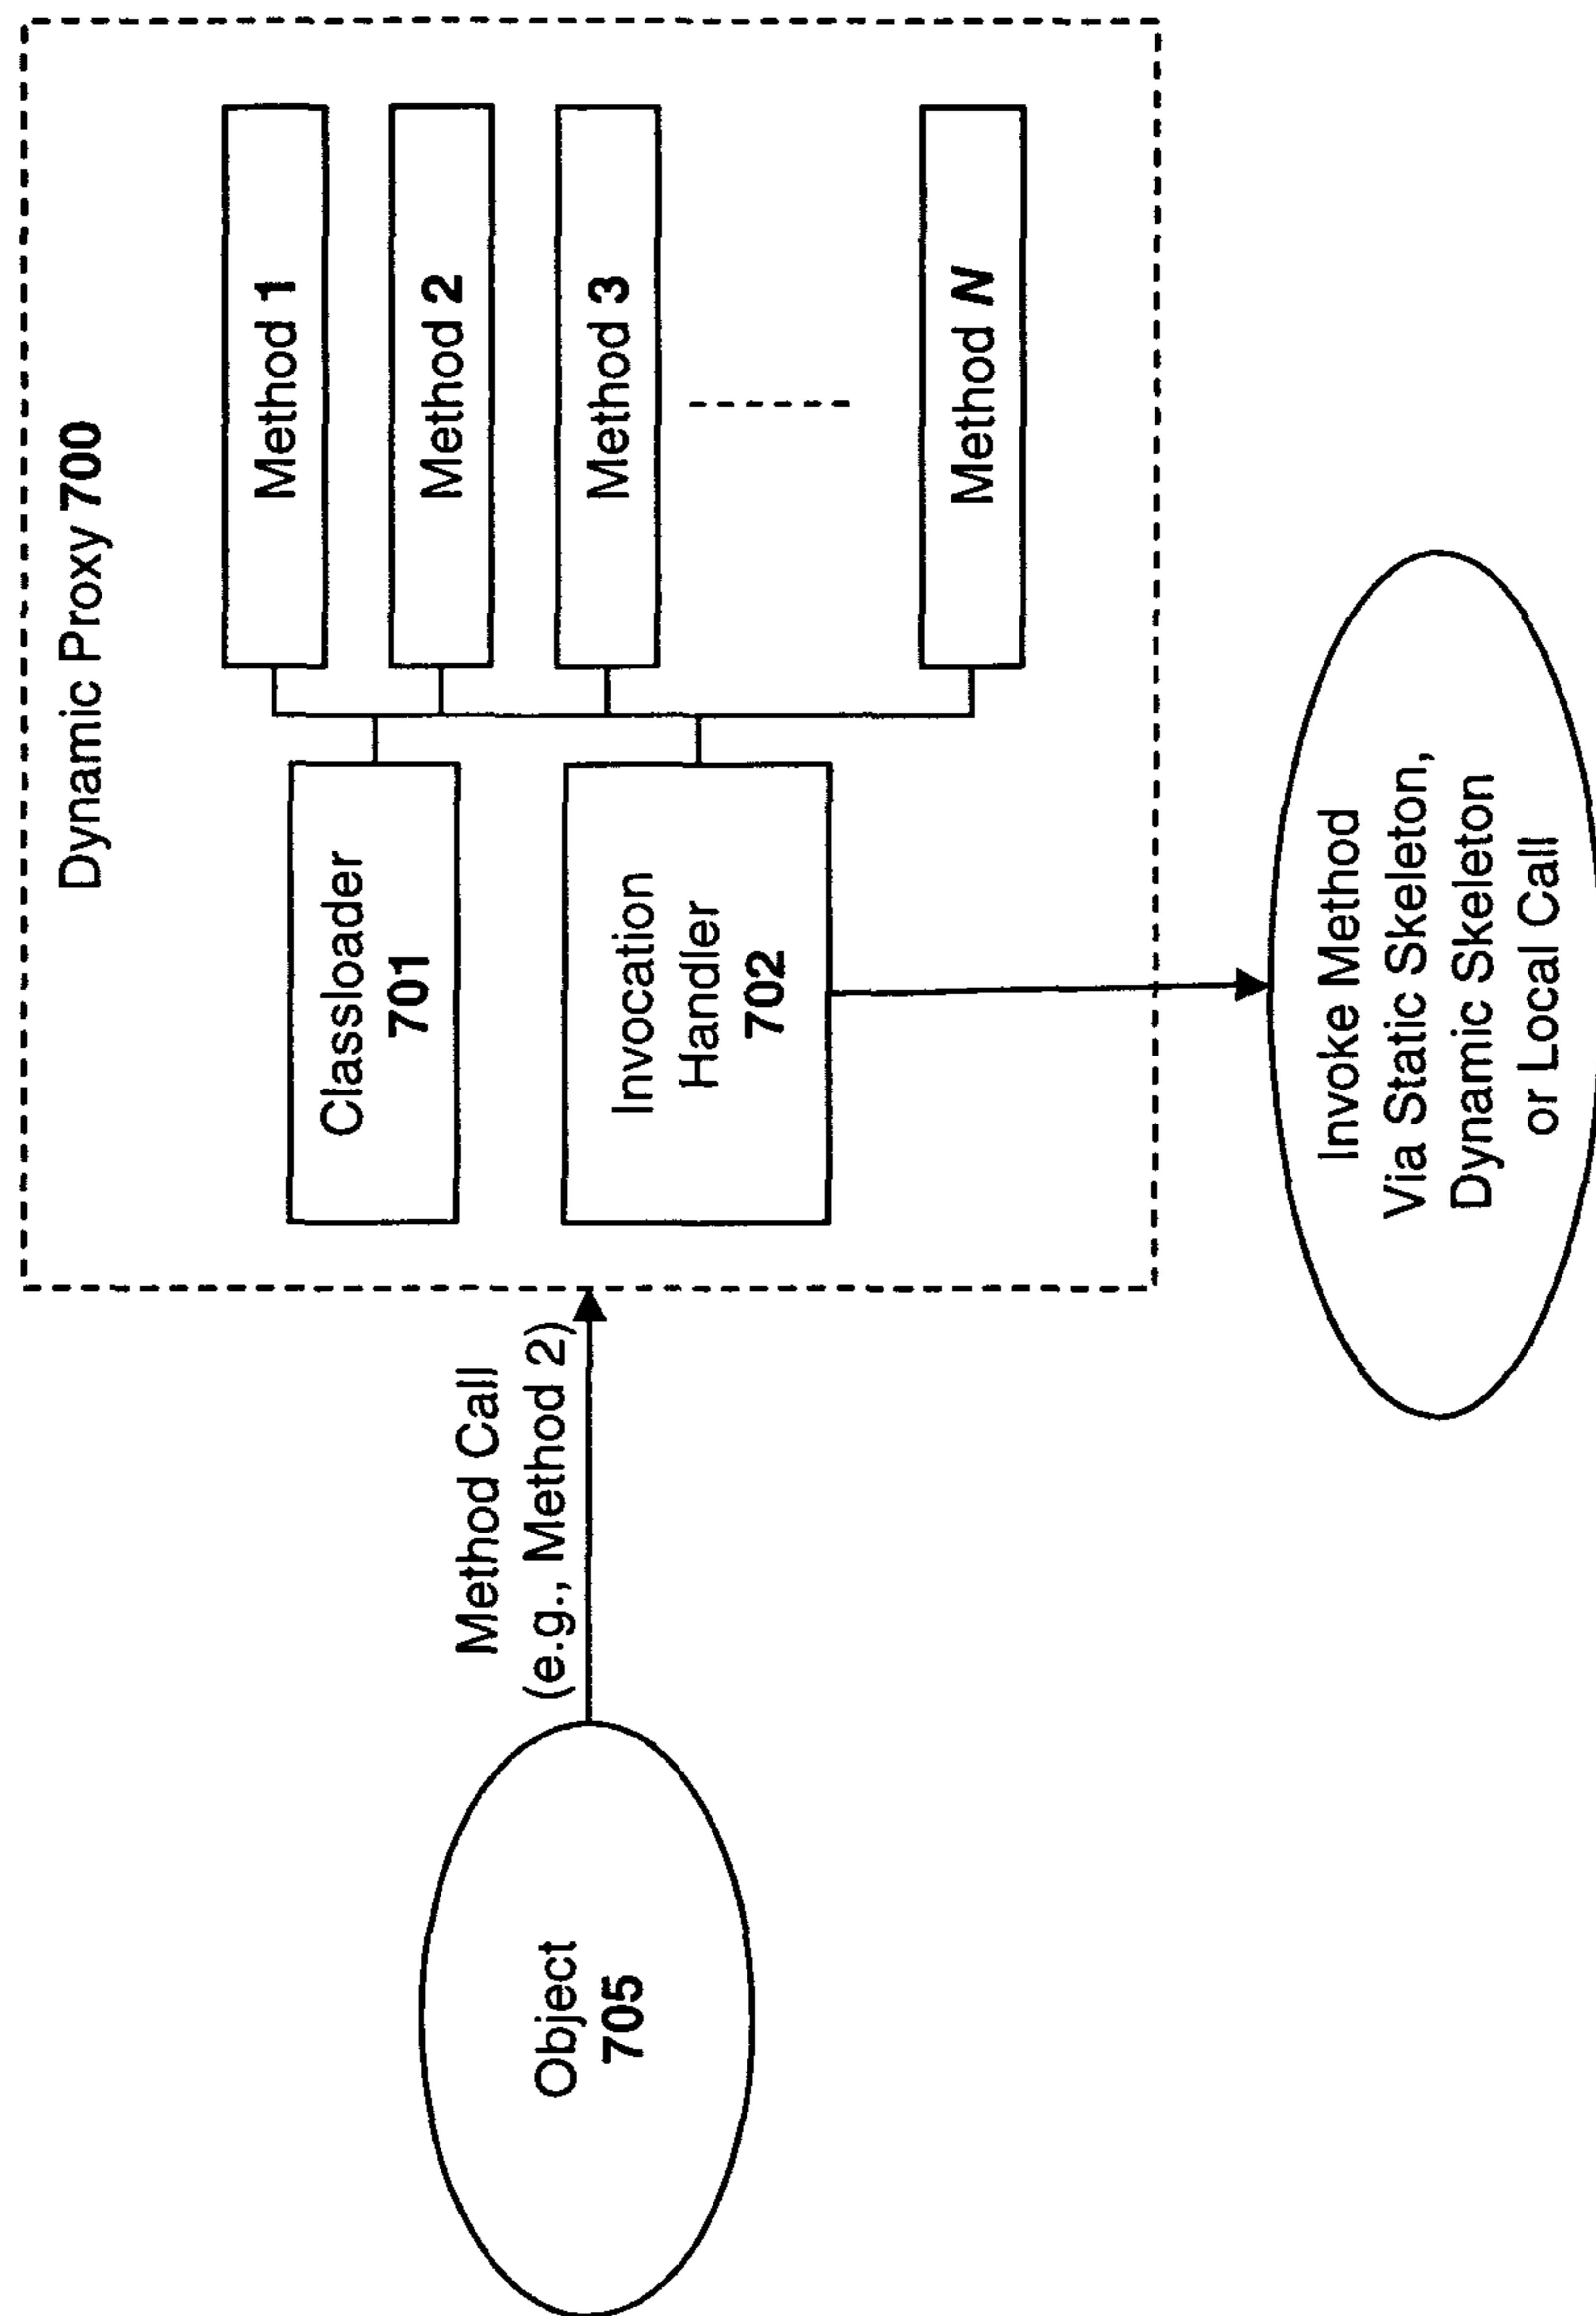 Dynamic Proxy 700
Classloader
701
Invocation
Handler
702
Method 1
Method 2
Method 3
Method N
Method Call
(e.g., Method 2)
Object
705
Invoke Method
Via Static Skeleton,
Dynamic Skeleton
or Local Call